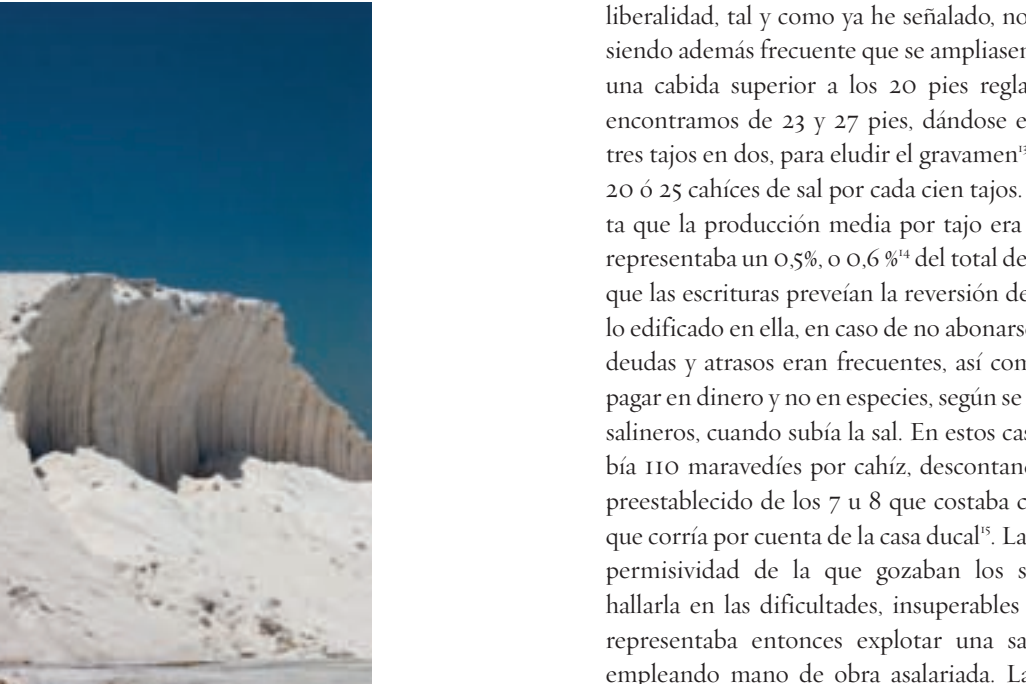 liberalidad, tal y como ya he señalado, no
siendo además frecuente que se ampliasen
una cabida superior a los 20 pies regla
encontramos de 23 y 27 pies, dándose e
tres tajos en dos, para eludir el gravamen¹³
20 ó 25 cahíces de sal por cada cien tajos.
ta que la producción media por tajo era
representaba un 0,5%, o 0,6 %¹⁴ del total de
que las escrituras preveían la reversión de
lo edificado en ella, en caso de no abonars
deudas y atrasos eran frecuentes, así com
pagar en dinero y no en especies, según se
salineros, cuando subía la sal. En estos cas
bía 110 maravedíes por cahíz, descontand
preestablecido de los 7 u 8 que costaba c
que corría por cuenta de la casa ducal¹⁵. La
permisividad de la que gozaban los s
hallarla en las dificultades, insuperables
representaba entonces explotar una sa
empleando mano de obra asalariada. La